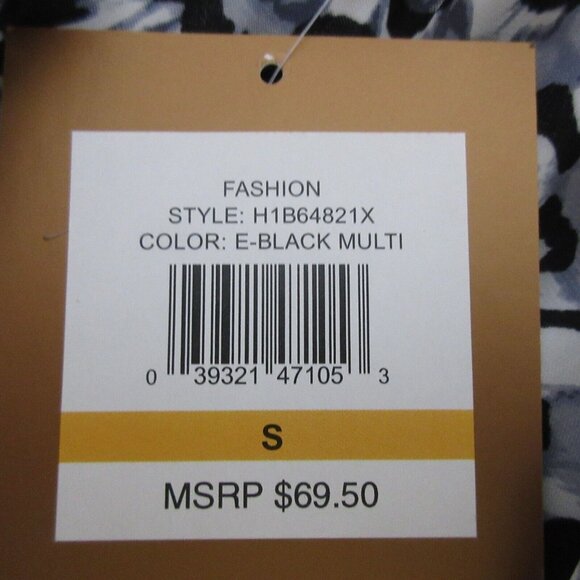 FASHION
STYLE: H1B64821X
COLOR: E-BLACK MULTI
0 39321 47105 3
S
MSRP $69.50